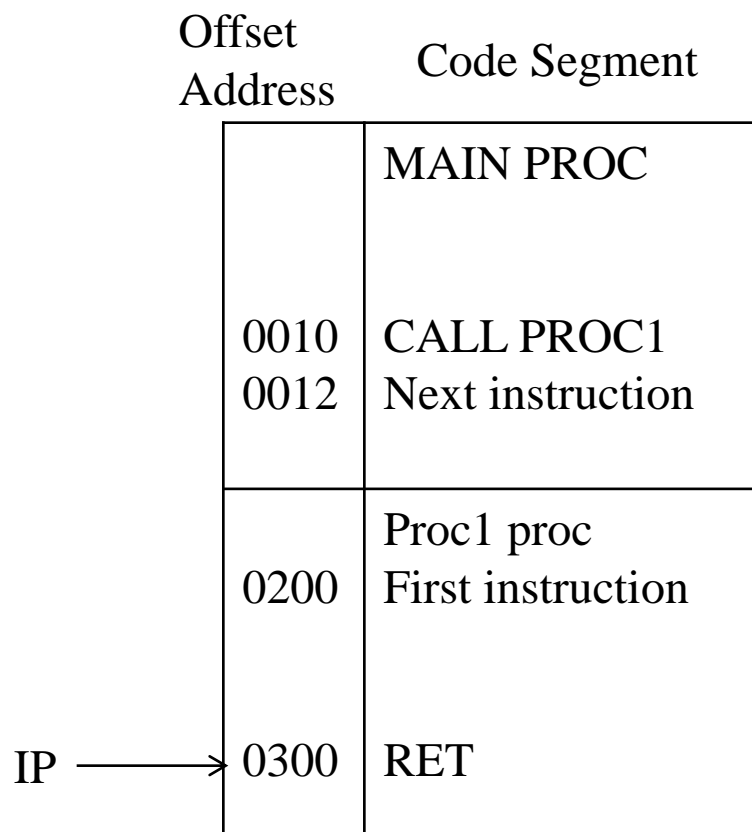 Offset
Address
Code Segment
MAIN PROC
0010 CALL PROC1
0012 Next instruction
Proc1 proc
0200 First instruction
IP 0300 RET